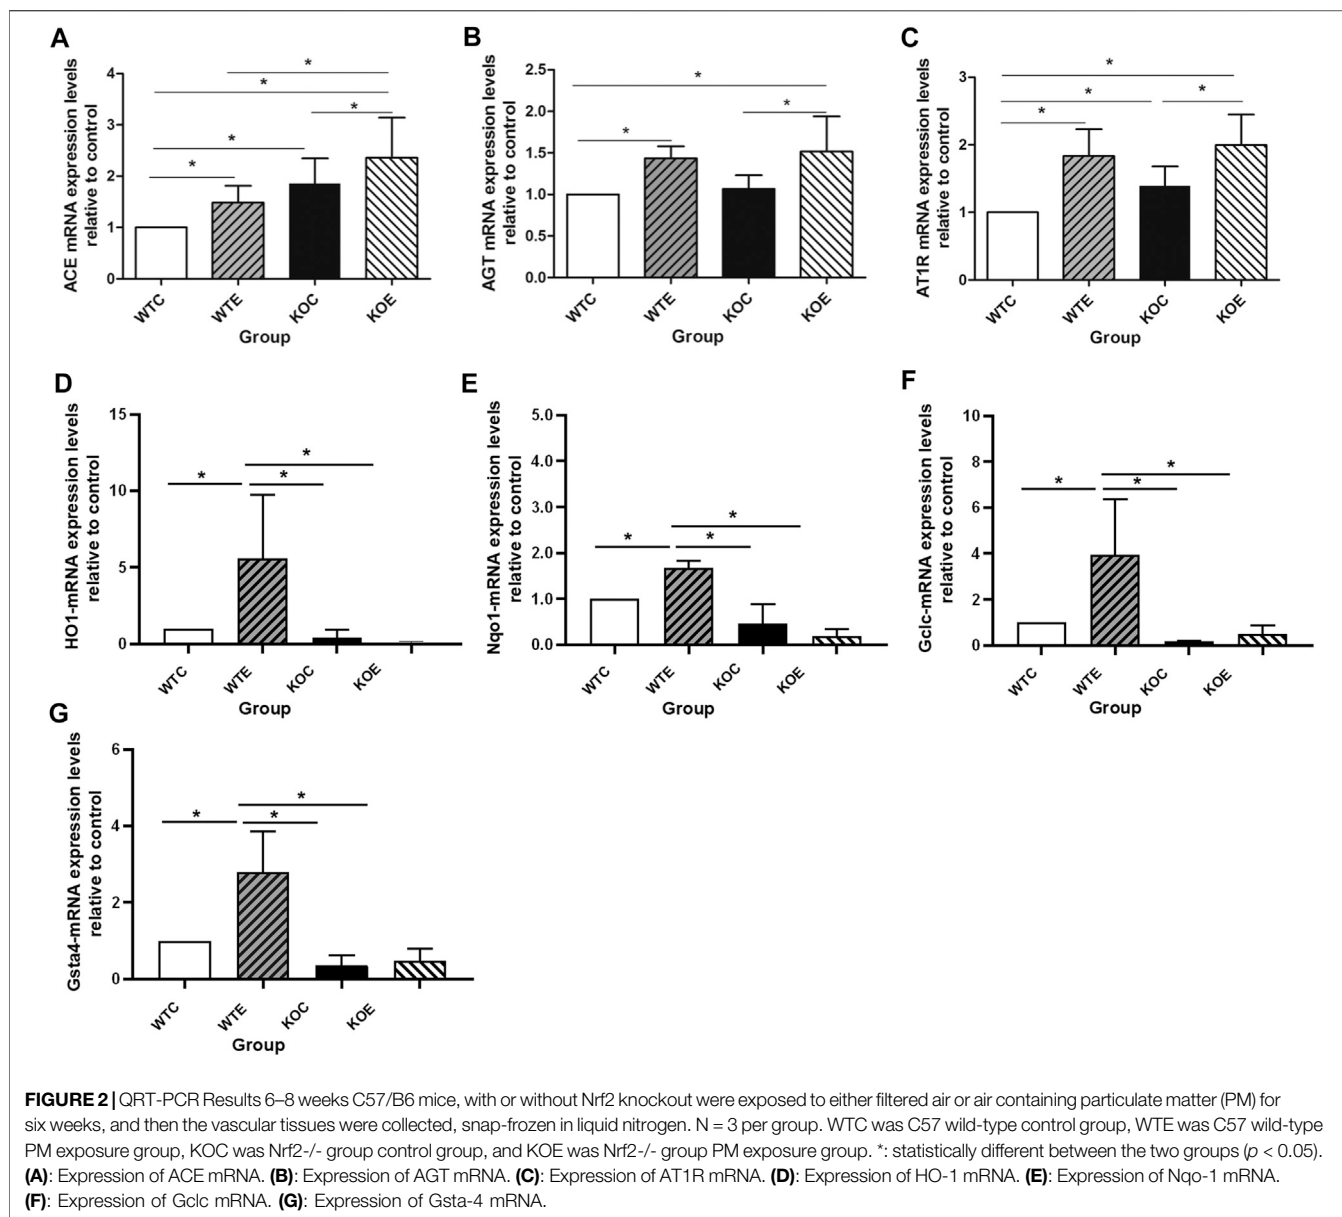 A
ACE mRNA expression levels
relative to control
4
3
2
1
0
*
*
*
*
*
WTC
WTE
KOC
KOE
Group
B
AGT mRNA expression levels
relative to control
2.5
2.0
1.5
1.0
0.5
0.0
*
*
*
WTC
WTE
KOC
KOE
Group
C
AT1R mRNA expression levels
relative to control
3
2
1
0
*
*
*
*
WTC
WTE
KOC
KOE
Group
D
HO1-mRNA expression levels
relative to control
15
10
5
0
*
*
*
WTC
WTE
KOC
KOE
Group
E
Nqo1-mRNA expression levels
relative to control
5.0
4.0
3.0
2.0
1.0
0.0
*
*
*
WTC
WTE
KOC
KOE
Group
F
Gclc-mRNA expression levels
relative to control
10
8
6
4
2
0
*
*
*
WTC
WTE
KOC
KOE
Group
G
Gsta4-mRNA expression levels
relative to control
6
4
2
0
*
*
*
WTC
WTE
KOC
KOE
Group
FIGURE 2 | QRT-PCR Results 6–8 weeks C57/B6 mice, with or without Nrf2 knockout were exposed to either filtered air or air containing particulate matter (PM) for
six weeks, and then the vascular tissues were collected, snap-frozen in liquid nitrogen. N = 3 per group. WTC was C57 wild-type control group, WTE was C57 wild-type
PM exposure group, KOC was Nrf2-/- group control group, and KOE was Nrf2-/- group PM exposure group. *: statistically different between the two groups (p < 0.05).
(A): Expression of ACE mRNA. (B): Expression of AGT mRNA. (C): Expression of AT1R mRNA. (D): Expression of HO-1 mRNA. (E): Expression of Nqo-1 mRNA.
(F): Expression of Gclc mRNA. (G): Expression of Gsta-4 mRNA.